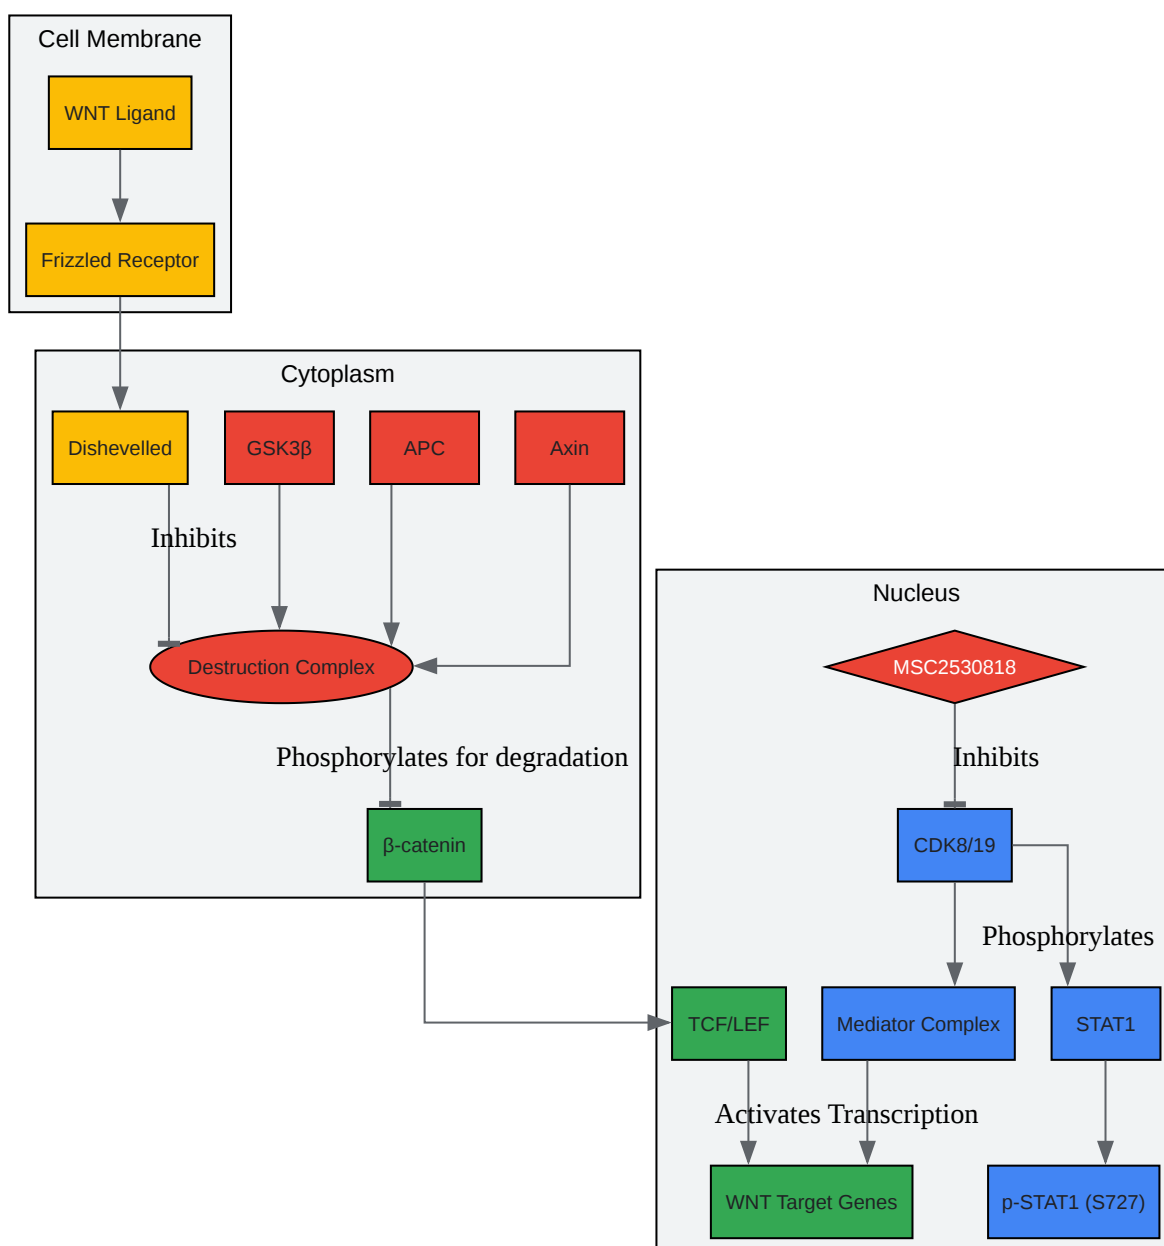 Cell Membrane
WNT Ligand
Frizzled Receptor
Cytoplasm
Dishevelled
GSK3β
APC
Axin
Inhibits
Destruction Complex
Phosphorylates for degradation
β-catenin
Nucleus
MSC2530818
Inhibits
CDK8/19
Phosphorylates
TCF/LEF
Mediator Complex
STAT1
Activates Transcription
WNT Target Genes
p-STAT1 (S727)